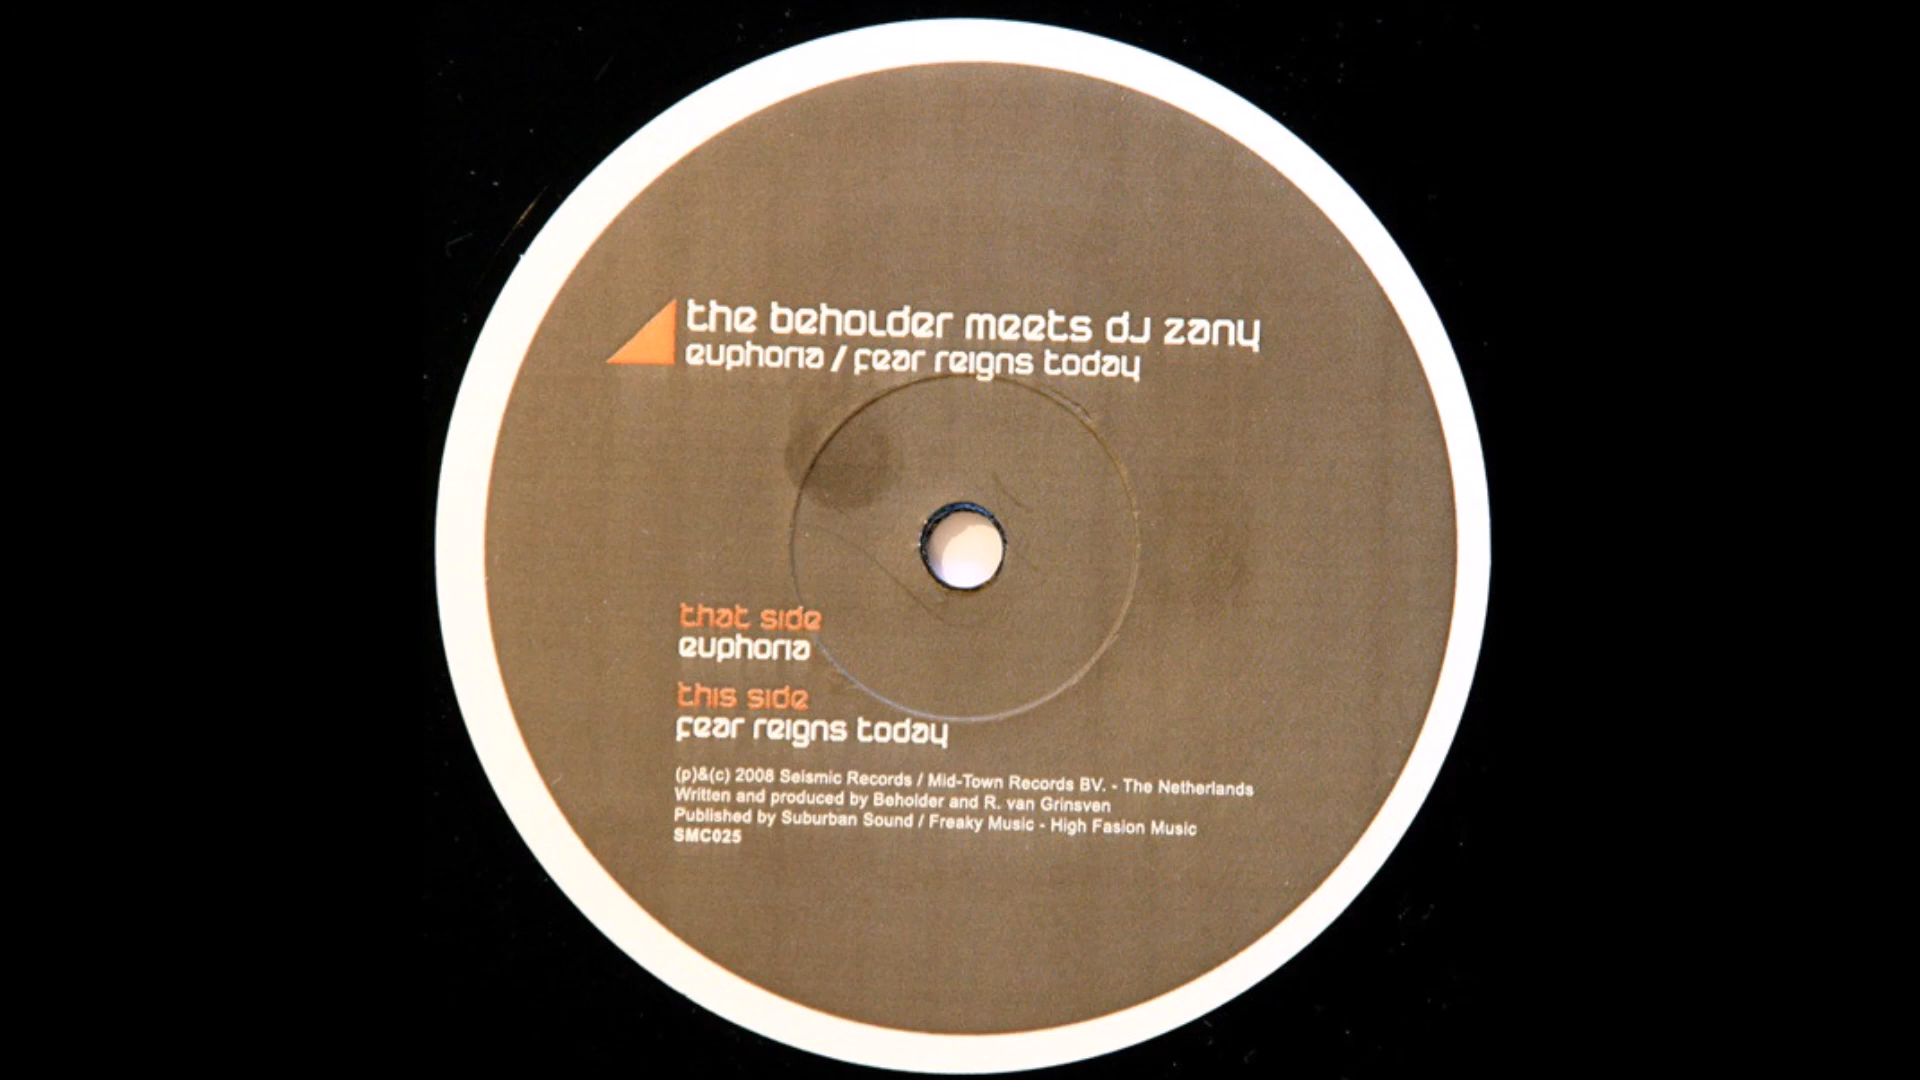 the beholder meets dj zany
euphoria / fear reigns today
that side
euphoria
this side
fear reigns today
(p)&(c) 2008 Seismic Records / Mid-Town Records BV. - The Netherlands
Written and produced by Beholder and R. van Grinsven
Published by Suburban Sound / Freaky Music - High Fasion Music
SMC025